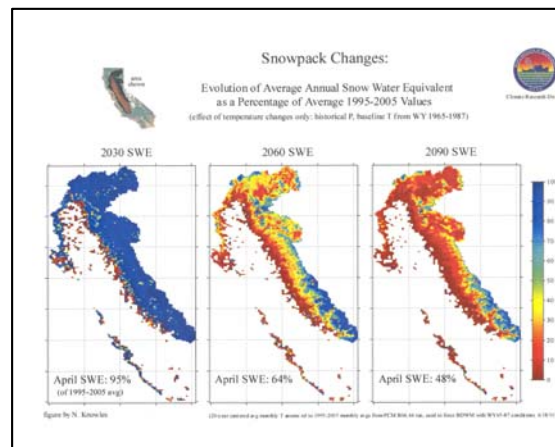 Snowpack Changes:
area
shown
Evolution of Average Annual Snow Water Equivalent
as a Percentage of Average 1995-2005 Values
(effect of temperature changes only: historical P, baseline T from WY 1965-1987)
2030 SWE
2060 SWE
2090 SWE
April SWE: 95%
(of 1995-2005 avg)
April SWE: 64%
April SWE: 48%
figure by N. Knowles